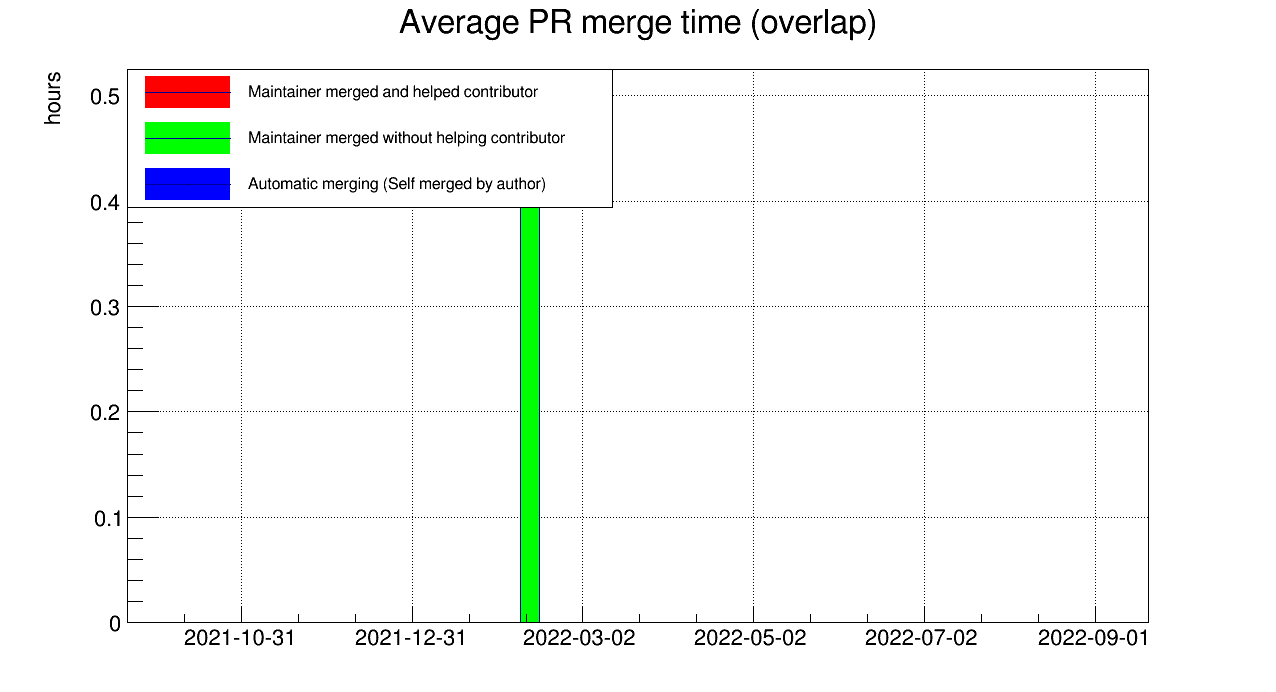 Average PR merge time (overlap)
hours
Maintainer merged and helped contributor
Maintainer merged without helping contributor
Automatic merging (Self merged by author)
0.5
0.4
0.3
0.2
0.1
0
2021-10-31 2021-12-31 2022-03-02 2022-05-02 2022-07-02 2022-09-01